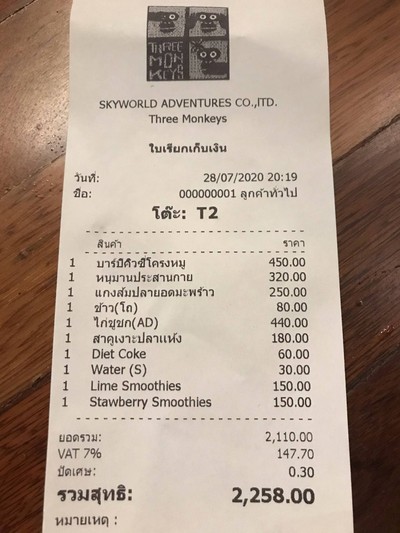 THREE
MON
KEYS
SKYWORLD ADVENTURES CO.,lTD.
Three Monkeys
ใบเรียกเก็บเงิน
วันที่: 28/07/2020 20:19
ชื่อ: 000000001 ลูกค้าทั่วไป
โต๊ะ: T2
สินค้า ราคา
1 บาร์บีคิวซี่โครงหมู 450.00
1 หนุมานประสานกาย 320.00
1 แกงส้มปลายอดมะพร้าว 250.00
1 ข้าว(โถ) 80.00
1 ไก่ชูชก(AD) 440.00
1 สาคูเงาะปลาแห้ง 180.00
1 Diet Coke 60.00
1 Water (S) 30.00
1 Lime Smoothies 150.00
1 Stawberry Smoothies 150.00
ยอดรวม: 2,110.00
VAT 7% 147.70
ปัดเศษ: 0.30
รวมสุทธิ: 2,258.00
หมายเหตุ :